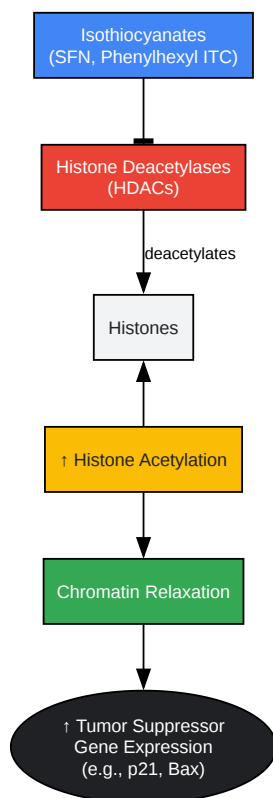 Isothiocyanates
(SFN, Phenylhexyl ITC)
Histone Deacetylases
(HDACs)
deacetylates
Histones
↑ Histone Acetylation
Chromatin Relaxation
↑ Tumor Suppressor
Gene Expression
(e.g., p21, Bax)